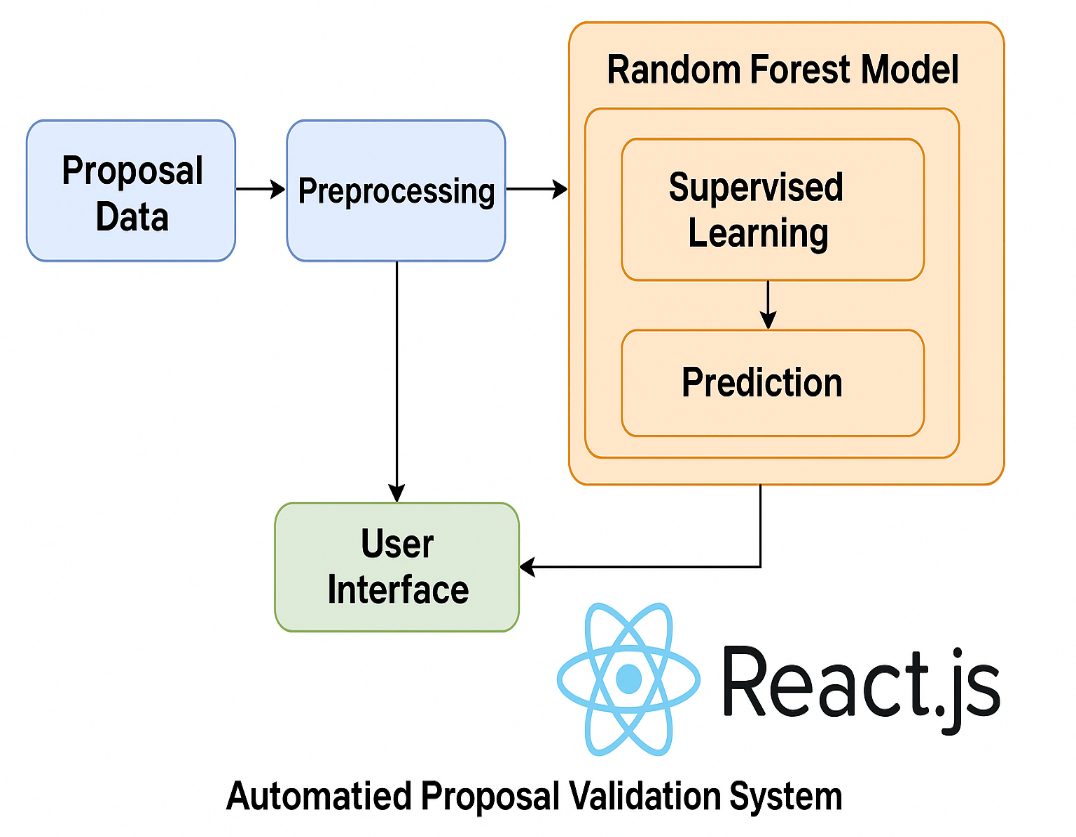 Random Forest Model
Proposal
Data
Preprocessing
Supervised
Learning
Prediction
User
Interface
React.js
Automatied Proposal Validation System